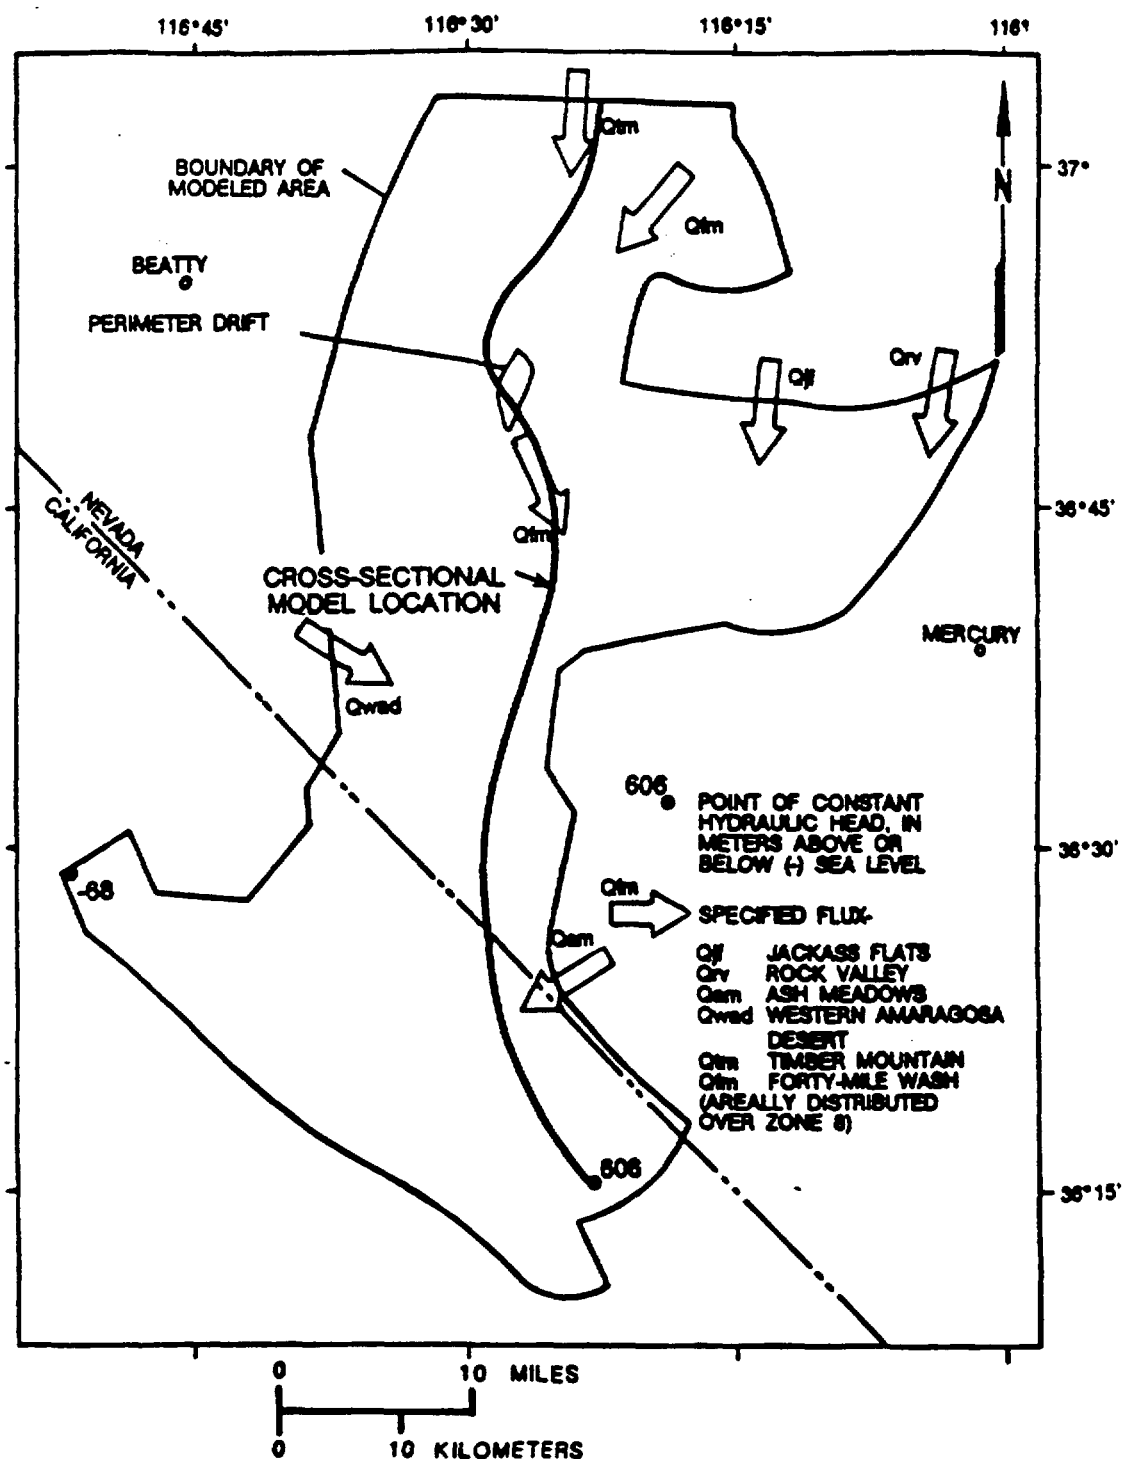 116°45'
116°30'
116°15'
116°
Qtm
37°
BOUNDARY OF
MODELED AREA
N
Qfm
BEATTY
PERIMETER DRIFT
Qjf
Qrv
NEVADA
CALIFORNIA
36°45'
Qfm
CROSS-SECTIONAL
MODEL LOCATION
MERCURY
Qwad
606
POINT OF CONSTANT
HYDRAULIC HEAD, IN
METERS ABOVE OR
BELOW (-) SEA LEVEL
36°30'
-68
Qfm
SPECIFIED FLUX-
Qam
Qjf JACKASS FLATS
Qrv ROCK VALLEY
Qam ASH MEADOWS
Qwad WESTERN AMARAGOSA
DESERT
Qtm TIMBER MOUNTAIN
Qfm FORTY-MILE WASH
(AREALLY DISTRIBUTED
OVER ZONE 8)
606
36°15'
0 10 MILES
0 10 KILOMETERS